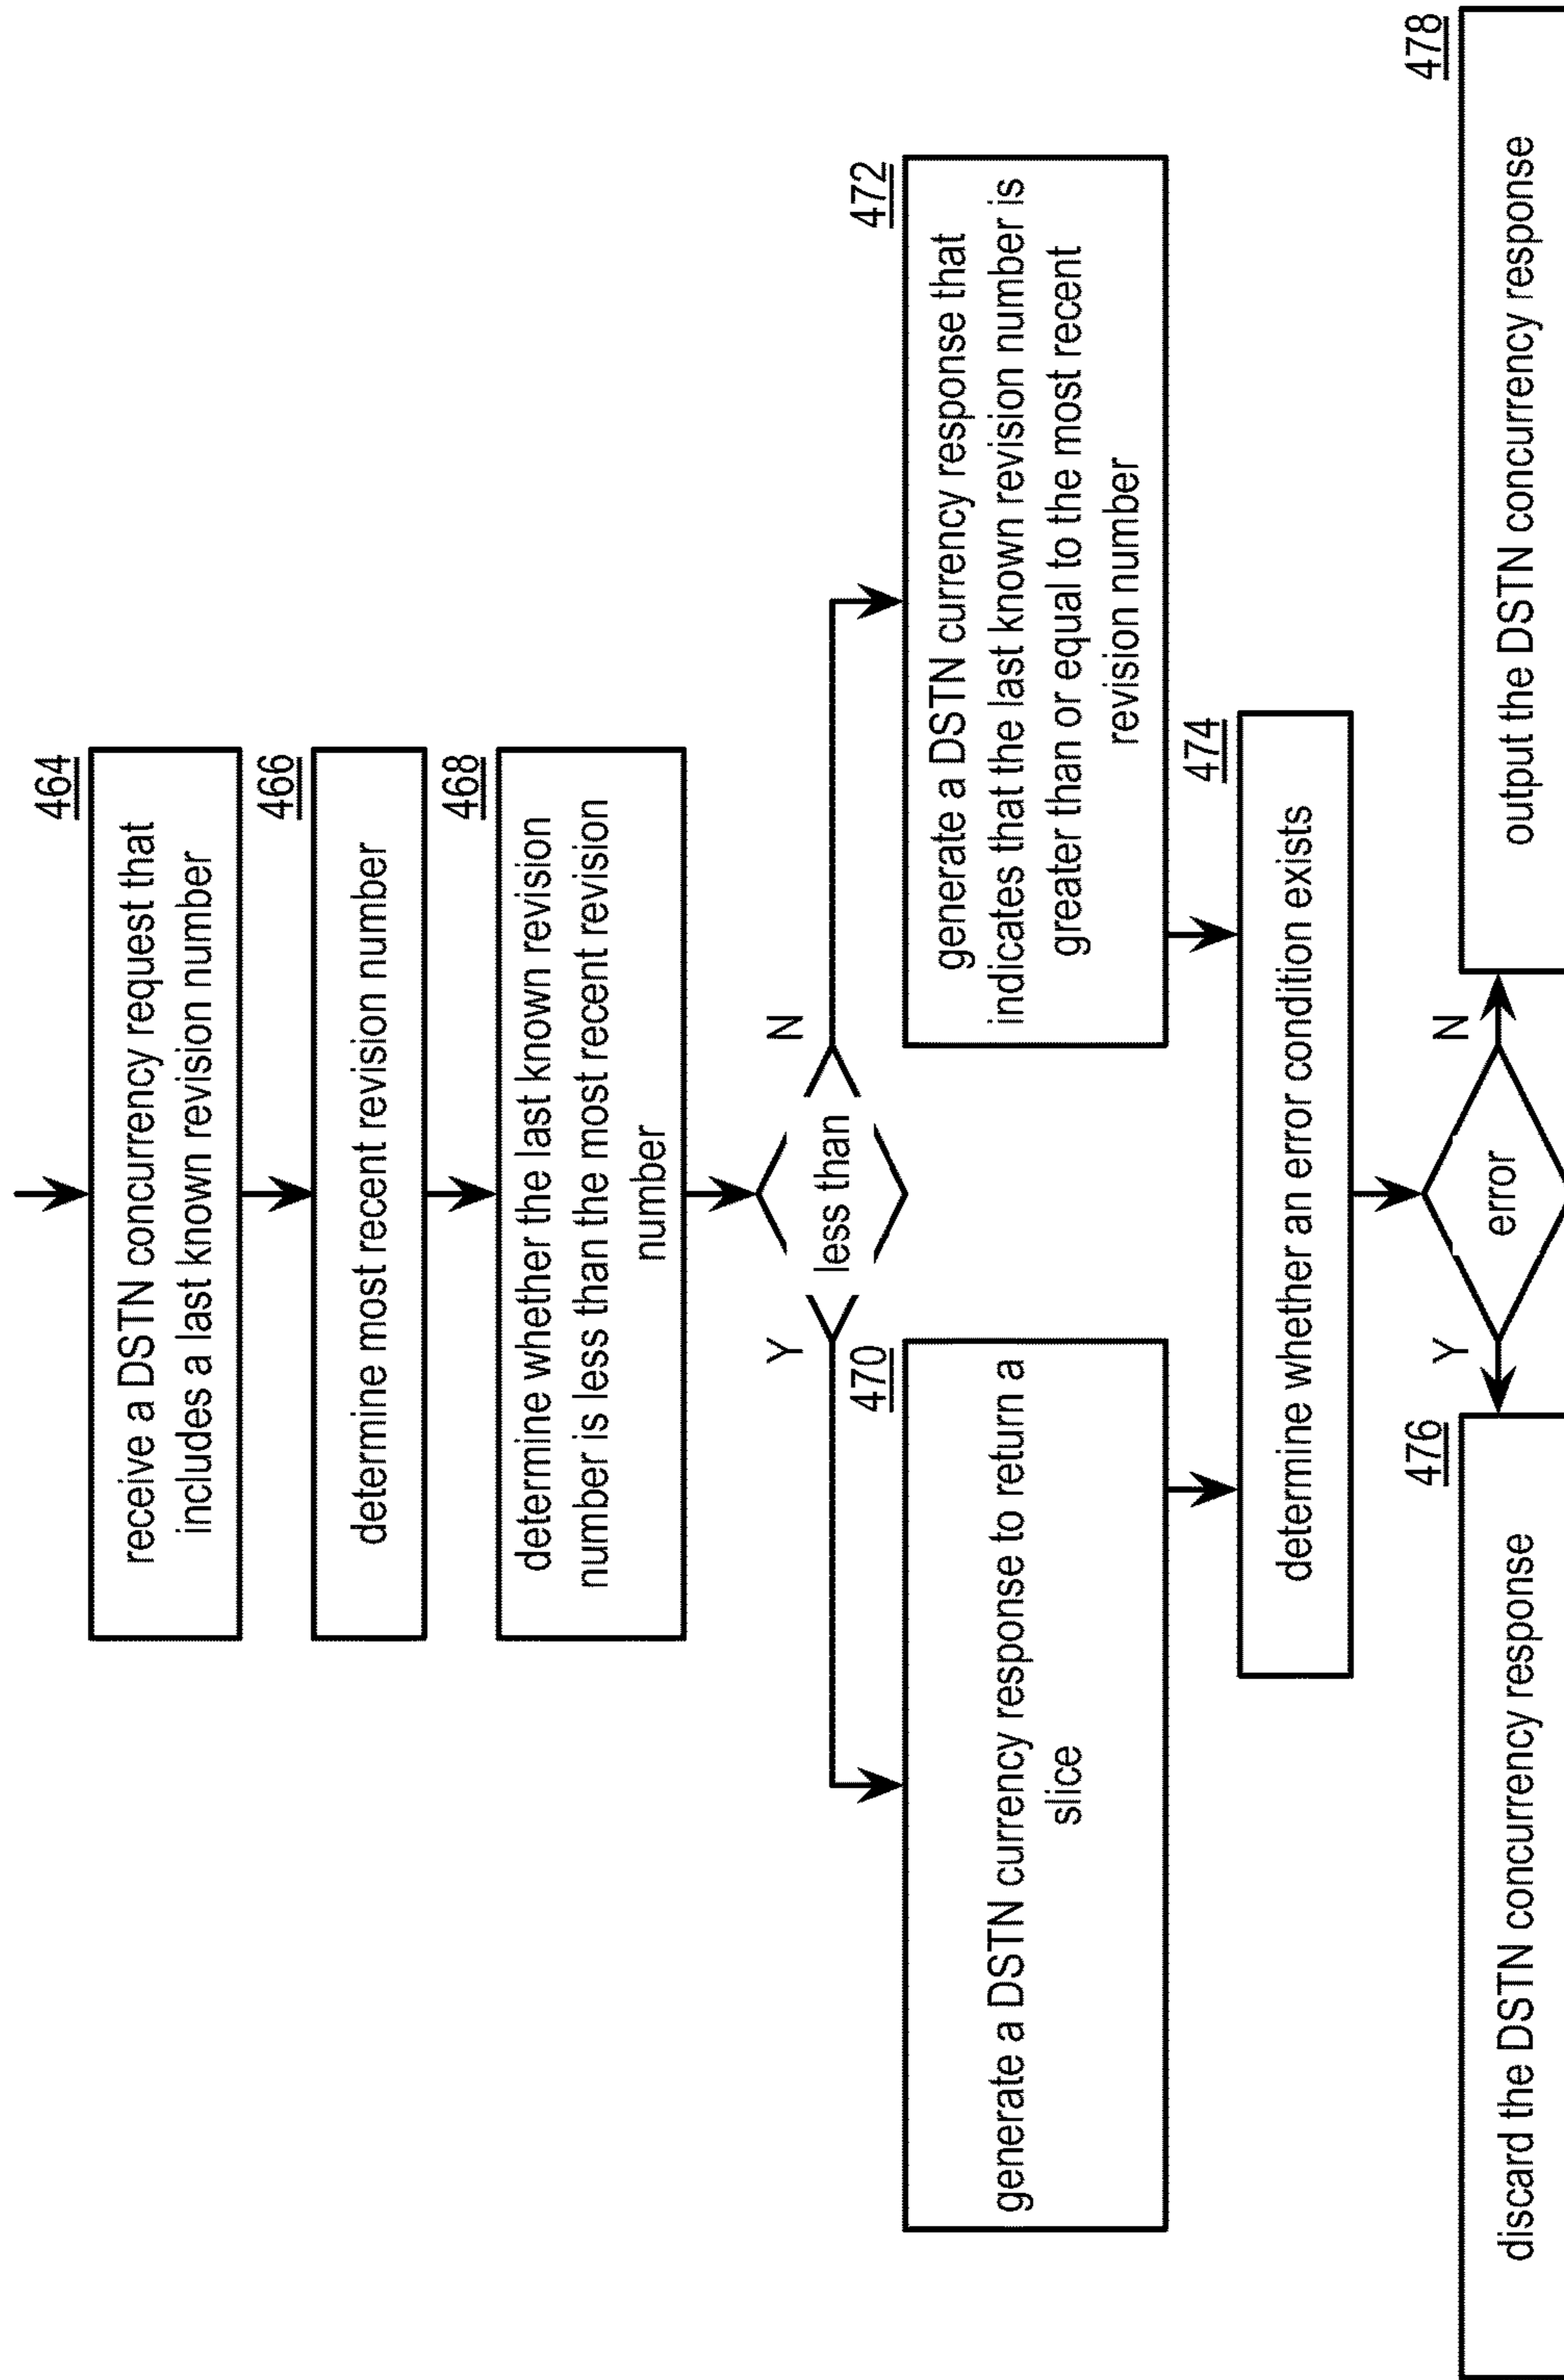 464
receive a DSTN concurrency request that
includes a last known revision number
466
determine most recent revision number
468
determine whether the last known revision
number is less than the most recent revision
number
Y
less than
N
470
generate a DSTN currency response to return a
slice
472
generate a DSTN currency response that
indicates that the last known revision number is
greater than or equal to the most recent
revision number
474
determine whether an error condition exists
Y
error
N
476
discard the DSTN concurrency response
478
output the DSTN concurrency response